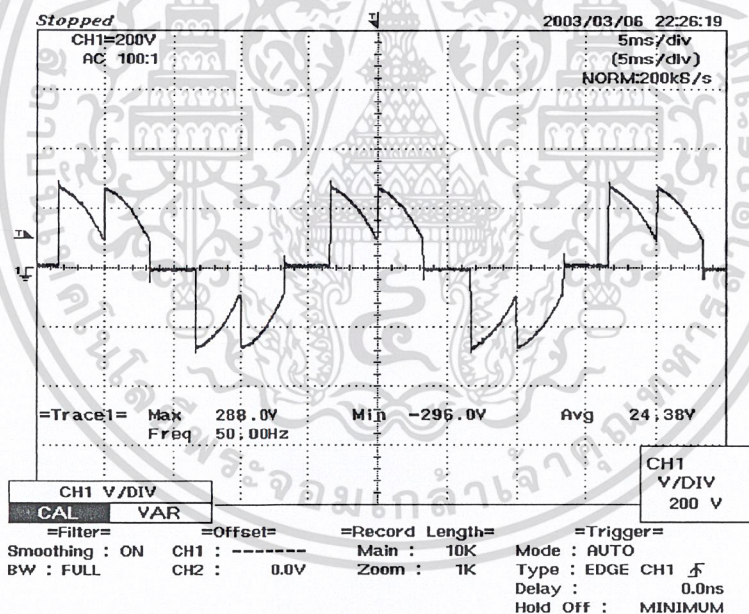 Stopped 2003/03/06 22:26:19
CH1=200V 5ms/div
AC 100:1 (5ms/div)
NORM:200kS/s
=Trace1= Max 288.0V Min -296.0V Avg 24.38V
Freq 50.00Hz
CH1
V/DIV
200 V
CH1 V/DIV
CAL VAR
=Filter= =Offset= =Record Length= =Trigger=
Smoothing : ON CH1 : ------- Main : 10K Mode : AUTO
BW : FULL CH2 : 0.0V Zoom : 1K Type : EDGE CH1
Delay : 0.0ns
Hold Off : MINIMUM